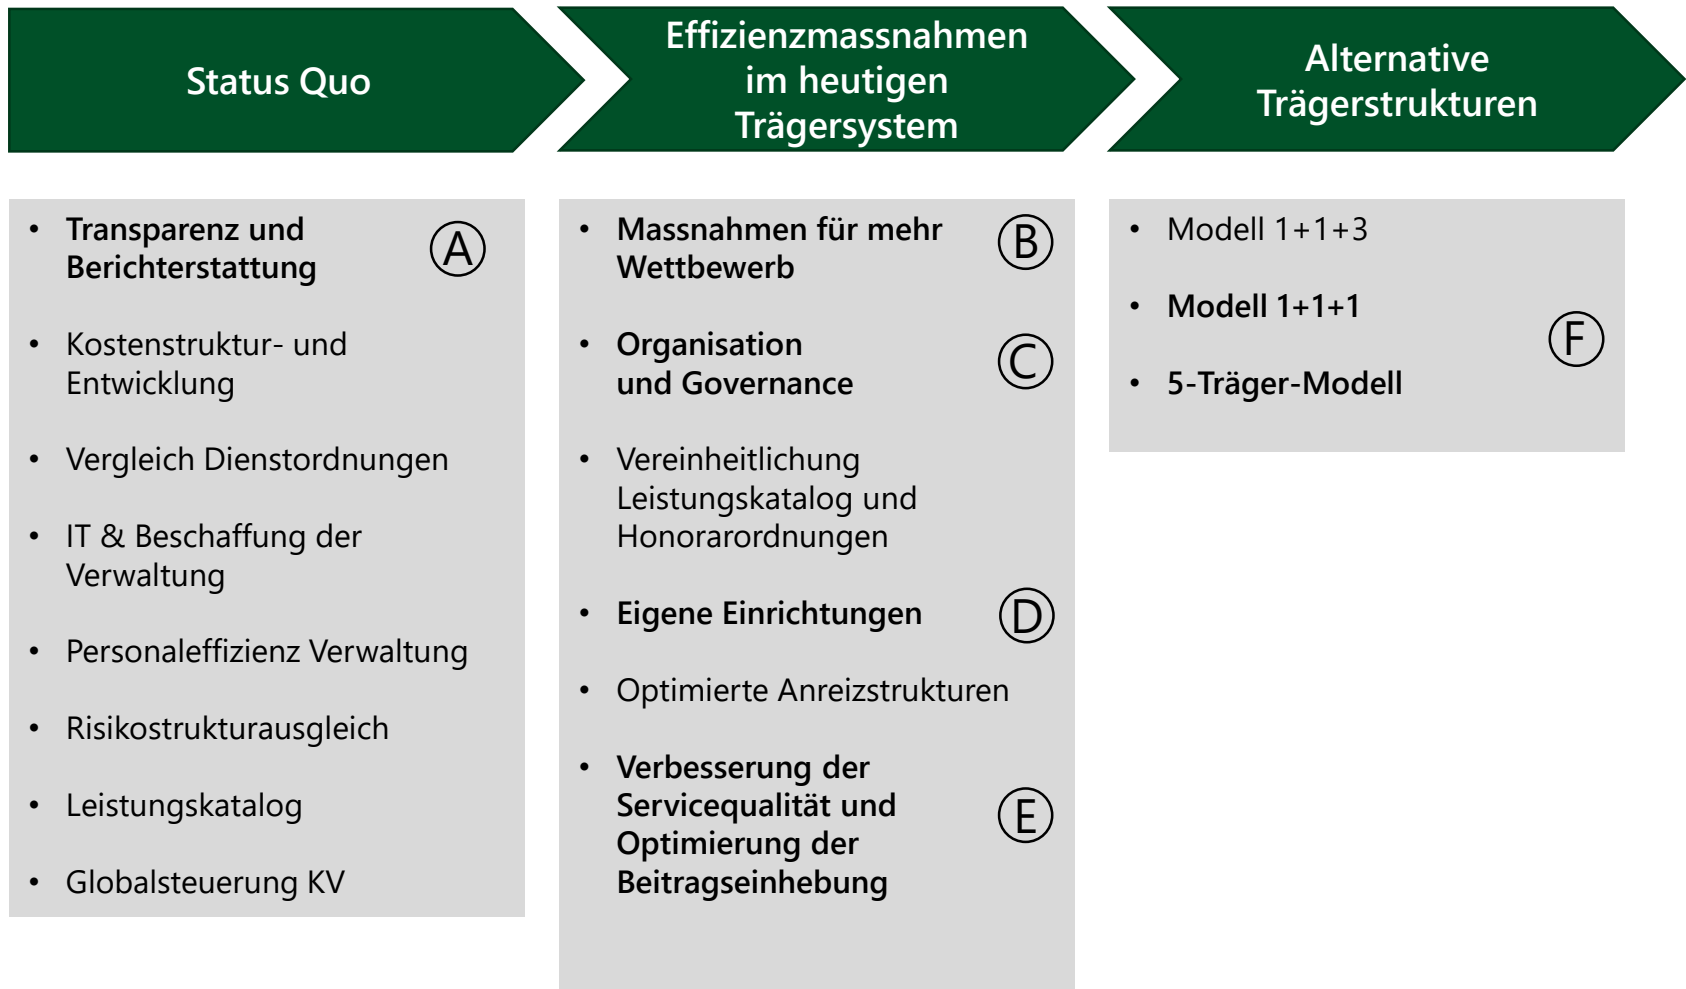 Status Quo
Effizienzmassnahmen
im heutigen
Trägersystem
Alternative
Trägerstrukturen
• Transparenz und
Berichterstattung
A
• Kostenstruktur- und
Entwicklung
• Vergleich Dienstordnungen
• IT & Beschaffung der
Verwaltung
• Personaleffizienz Verwaltung
• Risikostrukturausgleich
• Leistungskatalog
• Globalsteuerung KV
• Massnahmen für mehr
Wettbewerb
B
• Organisation
und Governance
C
• Vereinheitlichung
Leistungskatalog und
Honorarordnungen
• Eigene Einrichtungen
D
• Optimierte Anreizstrukturen
• Verbesserung der
Servicequalität und
Optimierung der
Beitragseinhebung
E
• Modell 1+1+3
• Modell 1+1+1
F
• 5-Träger-Modell